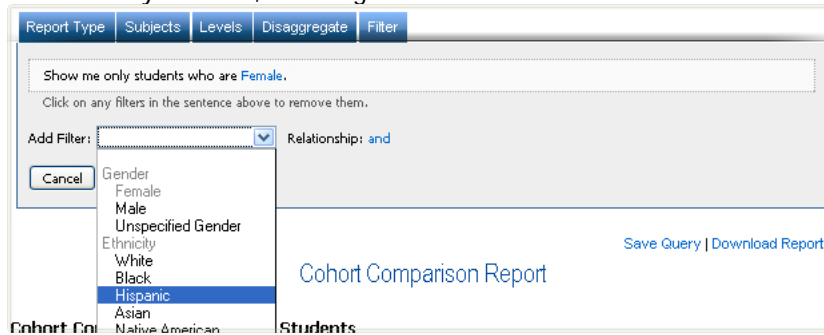 Report Type Subjects Levels Disaggregate Filter
Show me only students who are Female.
Click on any filters in the sentence above to remove them.
Add Filter: Relationship: and
Cancel
Gender
Female
Male
Unspecified Gender
Ethnicity
White
Black
Hispanic
Asian
Native American
Save Query | Download Report
Cohort Comparison Report
Students